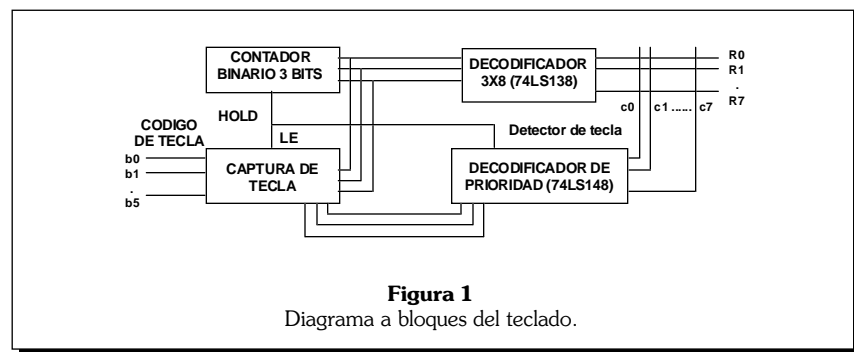 CONTADOR
BINARIO 3 BITS
DECODIFICADOR
3X8 (74LS138)
R0
R1
.
R7
c0 c1...... c7
HOLD
LE
Detector de tecla
CODIGO
DE TECLA
b0
b1
.
b5
CAPTURA DE
TECLA
DECODIFICADOR DE
PRIORIDAD (74LS148)
Figura 1
Diagrama a bloques del teclado.